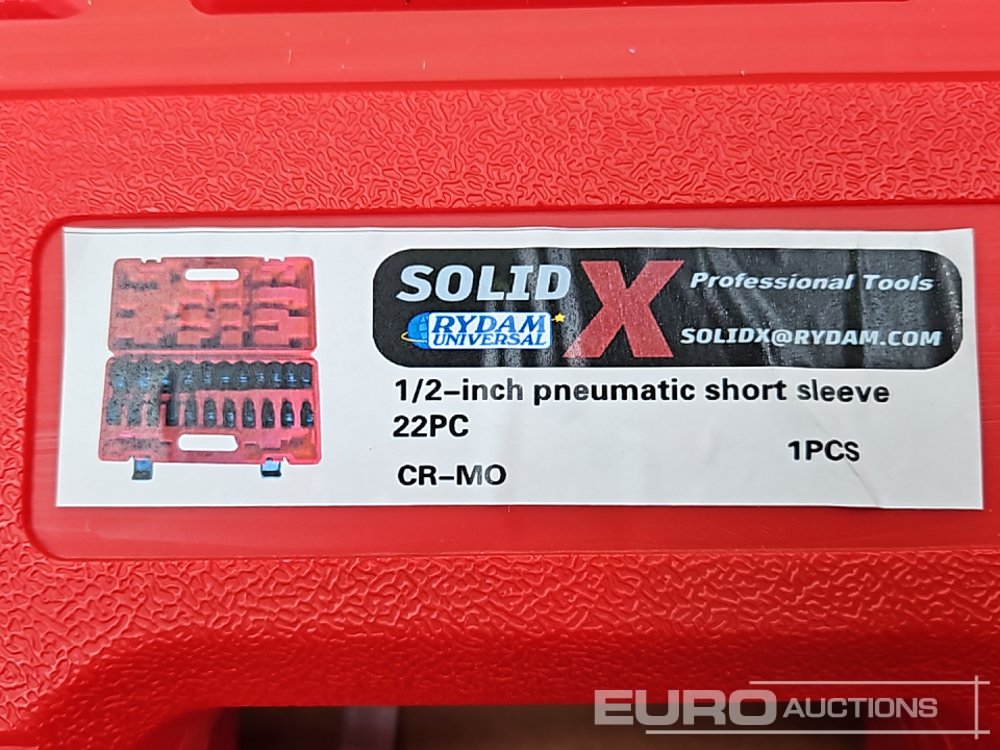 SOLID X Professional Tools
RYDAM
UNIVERSAL
SOLIDX@RYDAM.COM
1/2-inch pneumatic short sleeve
22PC
1PCS
CR-MO
EURO AUCTIONS